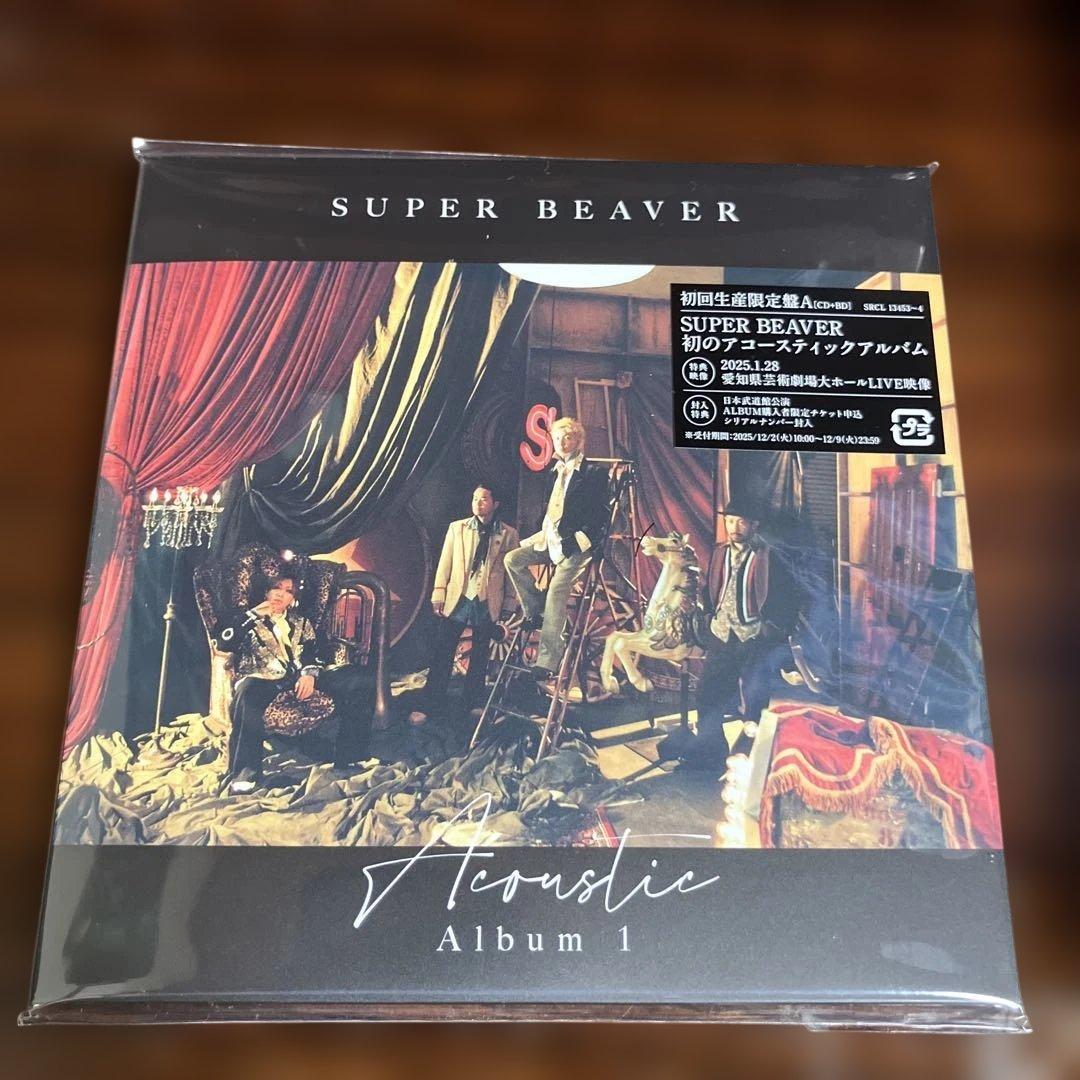 SUPER BEAVER
初回生産限定盤A[CD+BD] SRCL 13453~4
SUPER BEAVER
初のアコースティックアルバム
特典
映像
2025.1.28
愛知県芸術劇場大ホールLIVE映像
封入
特典
日本武道館公演
ALBUM購入者限定チケット申込
シリアルナンバー封入
※受付期間:2025/12/2(火)10:00~12/9(火)23:59
プラ
S
Acoustic
Album 1